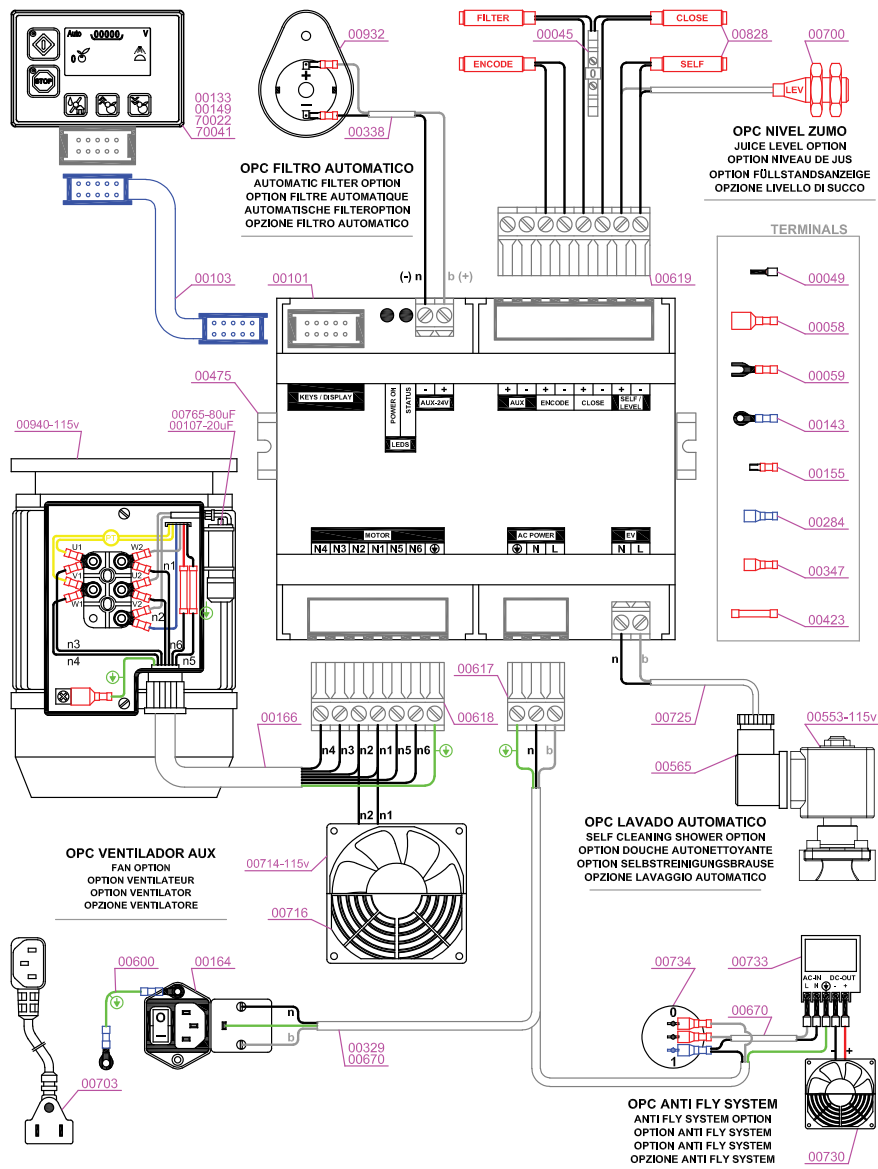 Auto 00000 V
0
STOP
00133
00149
70022
70041
00932
+
−
00338
OPC FILTRO AUTOMATICO
AUTOMATIC FILTER OPTION
OPTION FILTRE AUTOMATIQUE
AUTOMATISCHE FILTEROPTION
OPZIONE FILTRO AUTOMATICO
FILTER
ENCODE
00045
0
CLOSE
SELF
00828
00700
LEV
OPC NIVEL ZUMO
JUICE LEVEL OPTION
OPTION NIVEAU DE JUS
OPTION FÜLLSTANDSANZEIGE
OPZIONE LIVELLO DI SUCCO
00619
TERMINALS
00049
00058
00059
00143
00155
00284
00347
00423
00103
00101
(-) n b (+)
00475
KEYS / DISPLAY
POWER ON
STATUS
LEDS
- +
AUX-24V
+ - + - + - + -
AUX ENCODE CLOSE SELF / LEVEL
MOTOR
N4 N3 N2 N1 N5 N6
AC POWER
N L
EV
N L
00940-115v
00765-80uF
00107-20uF
PT
U1 W2
V1 U2
W1 V2
n1
n2
n3
n4
n6
n5
00166
00618
00617
n4 n3 n2 n1 n5 n6
n b
n2 n1
n b
00725
00565
00553-115v
OPC LAVADO AUTOMATICO
SELF CLEANING SHOWER OPTION
OPTION DOUCHE AUTONETTOYANTE
OPTION SELBSTREINIGUNGSBRAUSE
OPZIONE LAVAGGIO AUTOMATICO
OPC VENTILADOR AUX
FAN OPTION
OPTION VENTILATEUR
OPTION VENTILATOR
OPZIONE VENTILATORE
00714-115v
00716
00600
00164
n
b
00329
00670
00703
00734
00733
0
1
00670
AC-IN DC-OUT
L N - +
- +
00730
OPC ANTI FLY SYSTEM
ANTI FLY SYSTEM OPTION
OPTION ANTI FLY SYSTEM
OPTION ANTI FLY SYSTEM
OPZIONE ANTI FLY SYSTEM